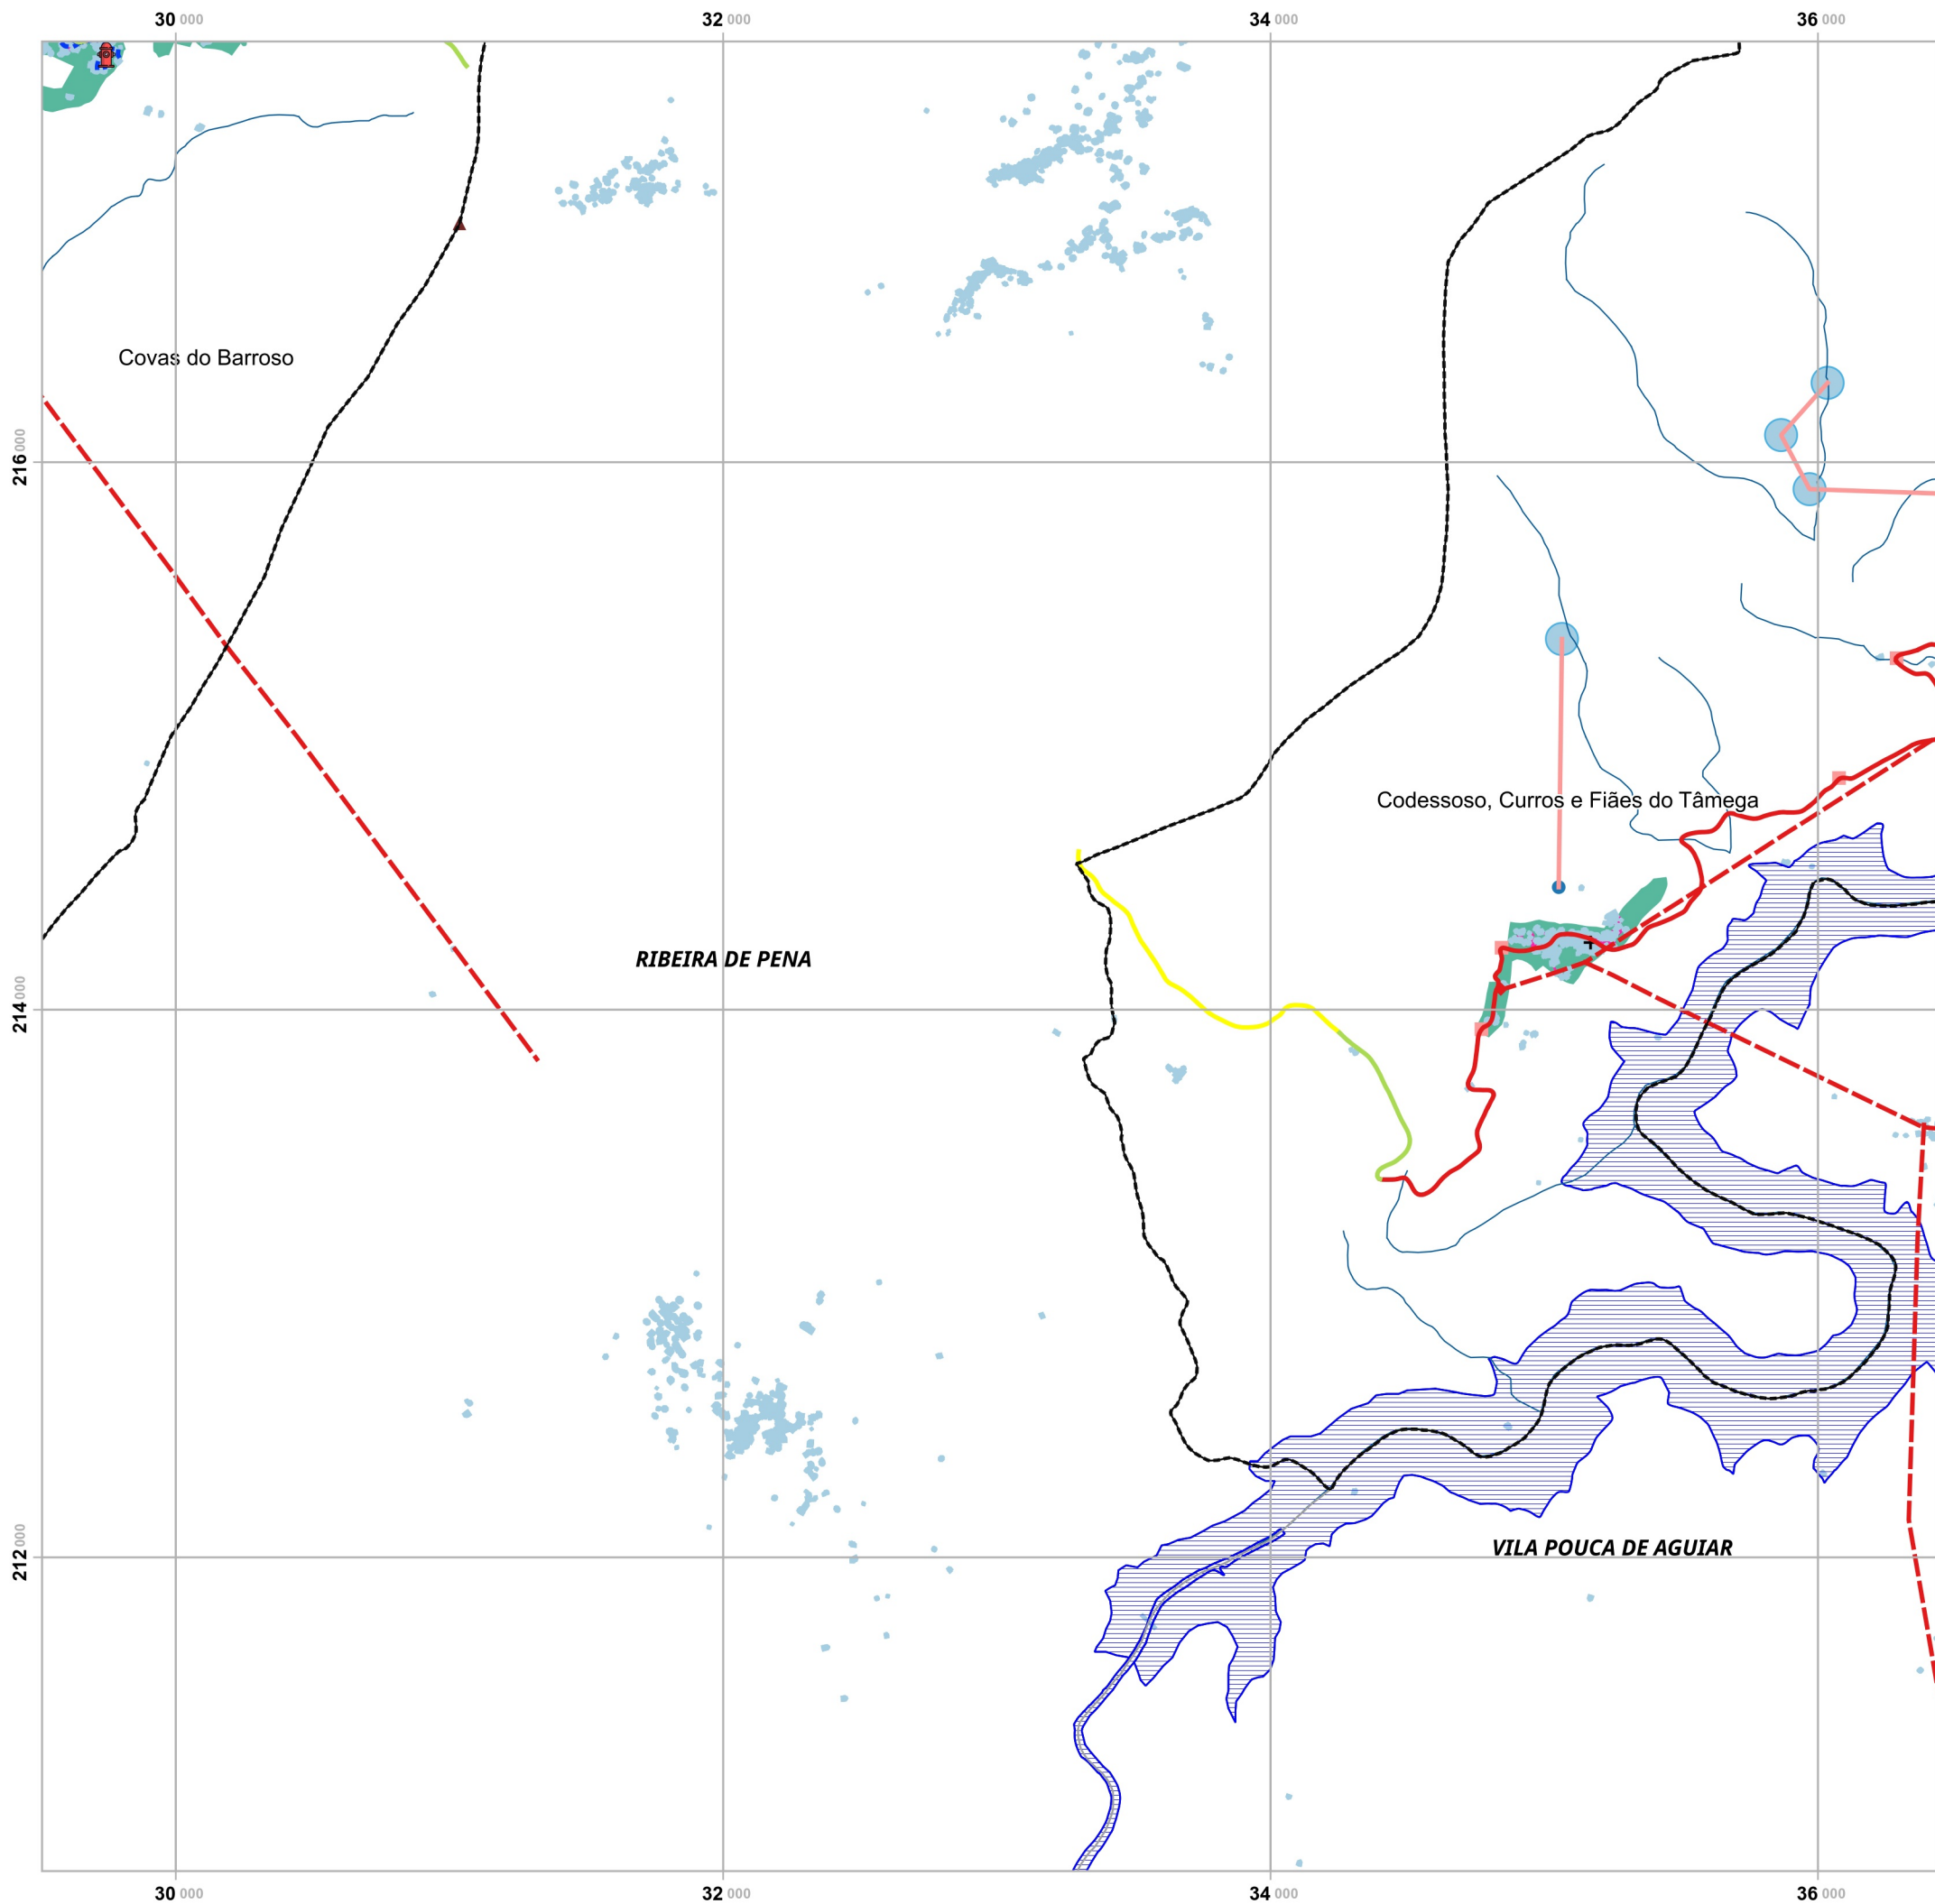 30 000 32 000 34 000 36 000
216 000
Covas do Barroso
Codessoso, Curros e Fiães do Tâmega
RIBEIRA DE PENA
214 000
VILA POUCA DE AGUIAR
212 000
30 000 32 000 34 000 36 000